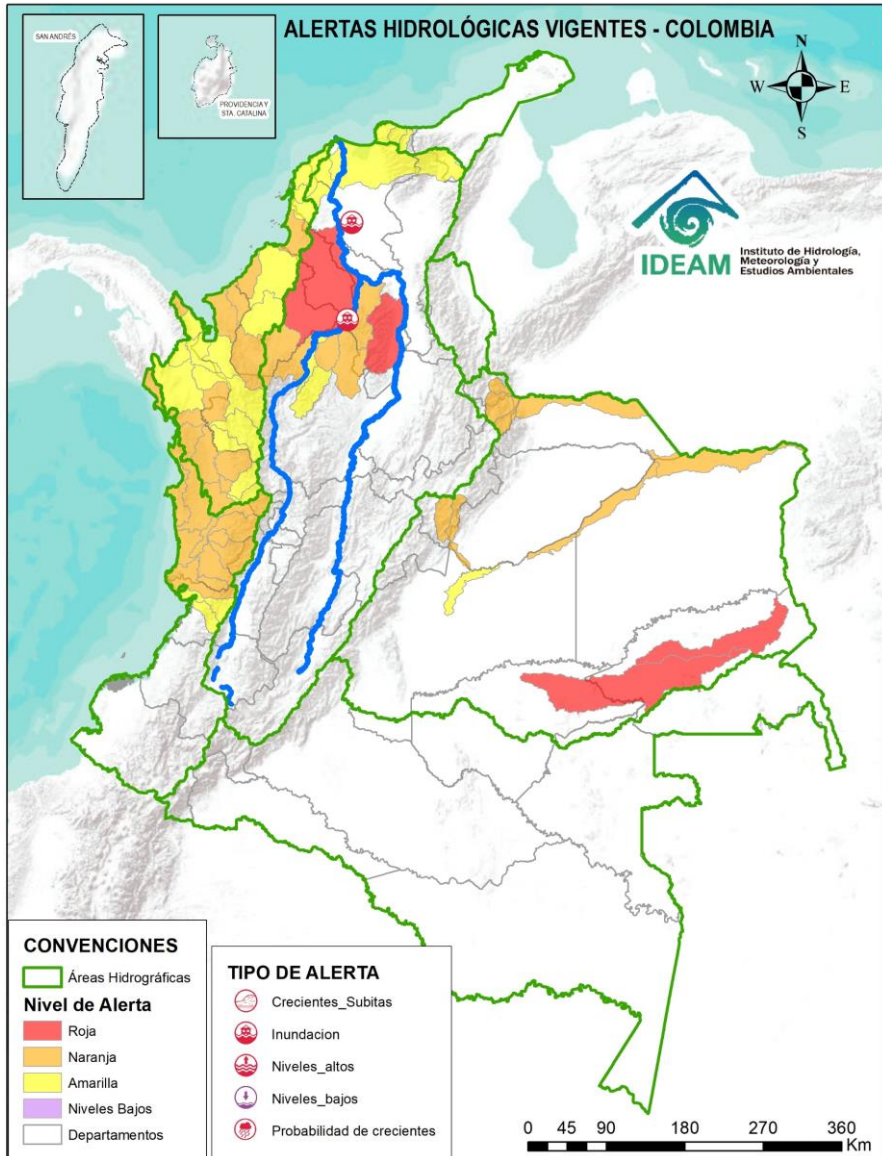 ALERTAS HIDROLÓGICAS VIGENTES - COLOMBIA
SAN ANDRÉS
PROVIDENCIA Y
STA. CATALINA
N
W
E
S
IDEAM
Instituto de Hidrología,
Meteorología y
Estudios Ambientales
CONVENCIONES
Áreas Hidrográficas
Nivel de Alerta
Roja
Naranja
Amarilla
Niveles Bajos
Departamentos
TIPO DE ALERTA
Crecientes_Subitas
Inundacion
Niveles_altos
Niveles_bajos
Probabilidad de crecientes
0 45 90 180 270 360
Km